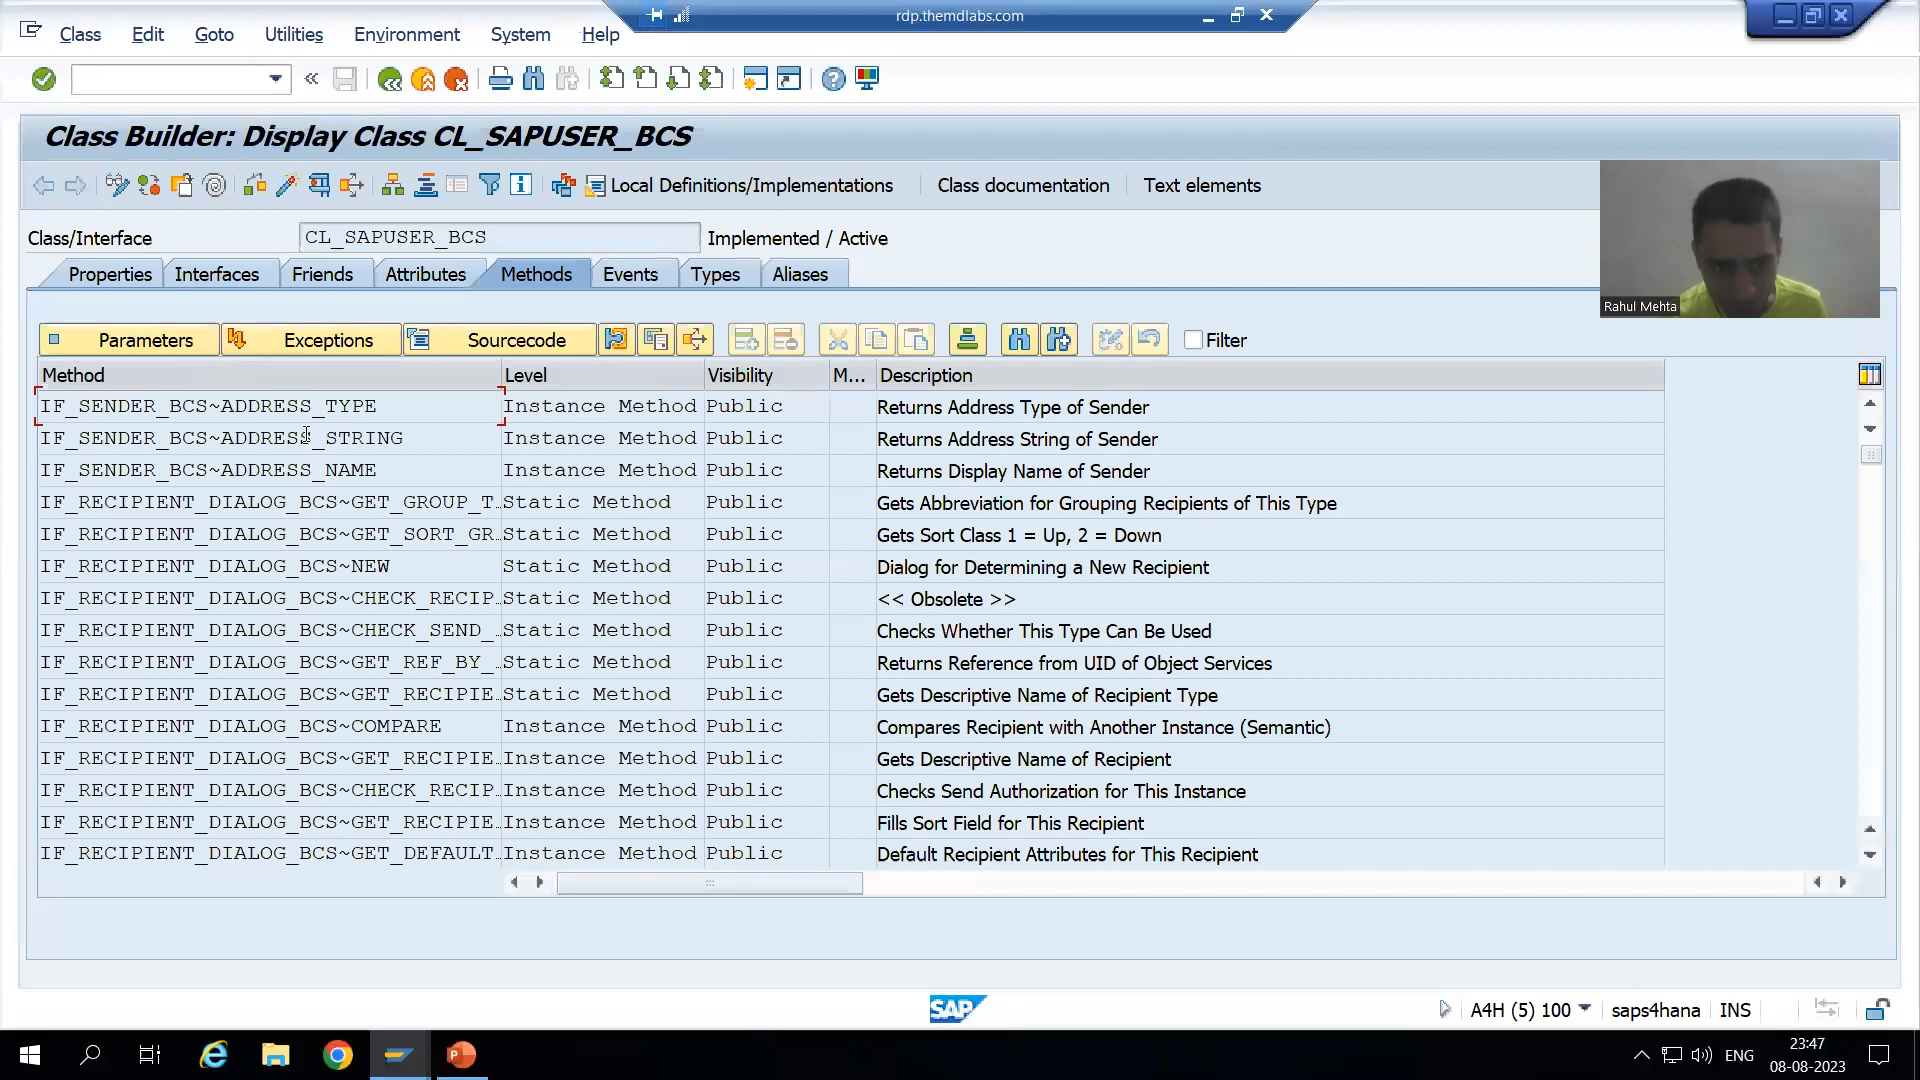 rdp.themdlabs.com
Class Edit Goto Utilities Environment System Help
Class Builder: Display Class CL_SAPUSER_BCS
Local Definitions/Implementations Class documentation Text elements
Class/Interface CL_SAPUSER_BCS Implemented / Active
Properties Interfaces Friends Attributes Methods Events Types Aliases
Rahul Mehta
Parameters Exceptions Sourcecode Filter
Method Level Visibility M... Description
IF_SENDER_BCS~ADDRESS_TYPE Instance Method Public Returns Address Type of Sender
IF_SENDER_BCS~ADDRESS_STRING Instance Method Public Returns Address String of Sender
IF_SENDER_BCS~ADDRESS_NAME Instance Method Public Returns Display Name of Sender
IF_RECIPIENT_DIALOG_BCS~GET_GROUP_T... Static Method Public Gets Abbreviation for Grouping Recipients of This Type
IF_RECIPIENT_DIALOG_BCS~GET_SORT_GR... Static Method Public Gets Sort Class 1 = Up, 2 = Down
IF_RECIPIENT_DIALOG_BCS~NEW Static Method Public Dialog for Determining a New Recipient
IF_RECIPIENT_DIALOG_BCS~CHECK_RECIP... Static Method Public << Obsolete >>
IF_RECIPIENT_DIALOG_BCS~CHECK_SEND_... Static Method Public Checks Whether This Type Can Be Used
IF_RECIPIENT_DIALOG_BCS~GET_REF_BY_... Static Method Public Returns Reference from UID of Object Services
IF_RECIPIENT_DIALOG_BCS~GET_RECIPIE... Static Method Public Gets Descriptive Name of Recipient Type
IF_RECIPIENT_DIALOG_BCS~COMPARE Instance Method Public Compares Recipient with Another Instance (Semantic)
IF_RECIPIENT_DIALOG_BCS~GET_RECIPIE... Instance Method Public Gets Descriptive Name of Recipient
IF_RECIPIENT_DIALOG_BCS~CHECK_RECIP... Instance Method Public Checks Send Authorization for This Instance
IF_RECIPIENT_DIALOG_BCS~GET_RECIPIE... Instance Method Public Fills Sort Field for This Recipient
IF_RECIPIENT_DIALOG_BCS~GET_DEFAULT... Instance Method Public Default Recipient Attributes for This Recipient
SAP A4H (5) 100 saps4hana INS
ENG 23:47
08-08-2023